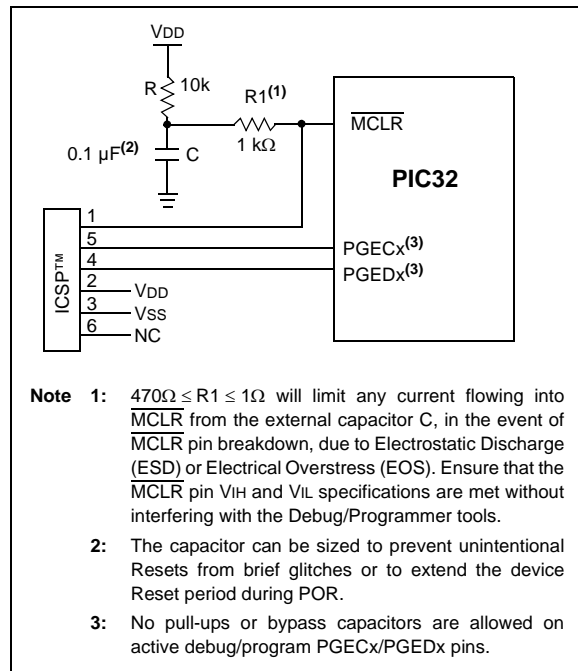 VDD
R 10k
R1(1)
0.1 µF(2)
C
1 kΩ
MCLR
PIC32
PGECx(3)
PGEDx(3)
ICSP™
1
5
4
2 VDD
3 VSS
6 NC
Note 1: 470Ω ≤ R1 ≤ 1Ω will limit any current flowing into
MCLR from the external capacitor C, in the event of
MCLR pin breakdown, due to Electrostatic Discharge
(ESD) or Electrical Overstress (EOS). Ensure that the
MCLR pin VIH and VIL specifications are met without
interfering with the Debug/Programmer tools.
2: The capacitor can be sized to prevent unintentional
Resets from brief glitches or to extend the device
Reset period during POR.
3: No pull-ups or bypass capacitors are allowed on
active debug/program PGECx/PGEDx pins.